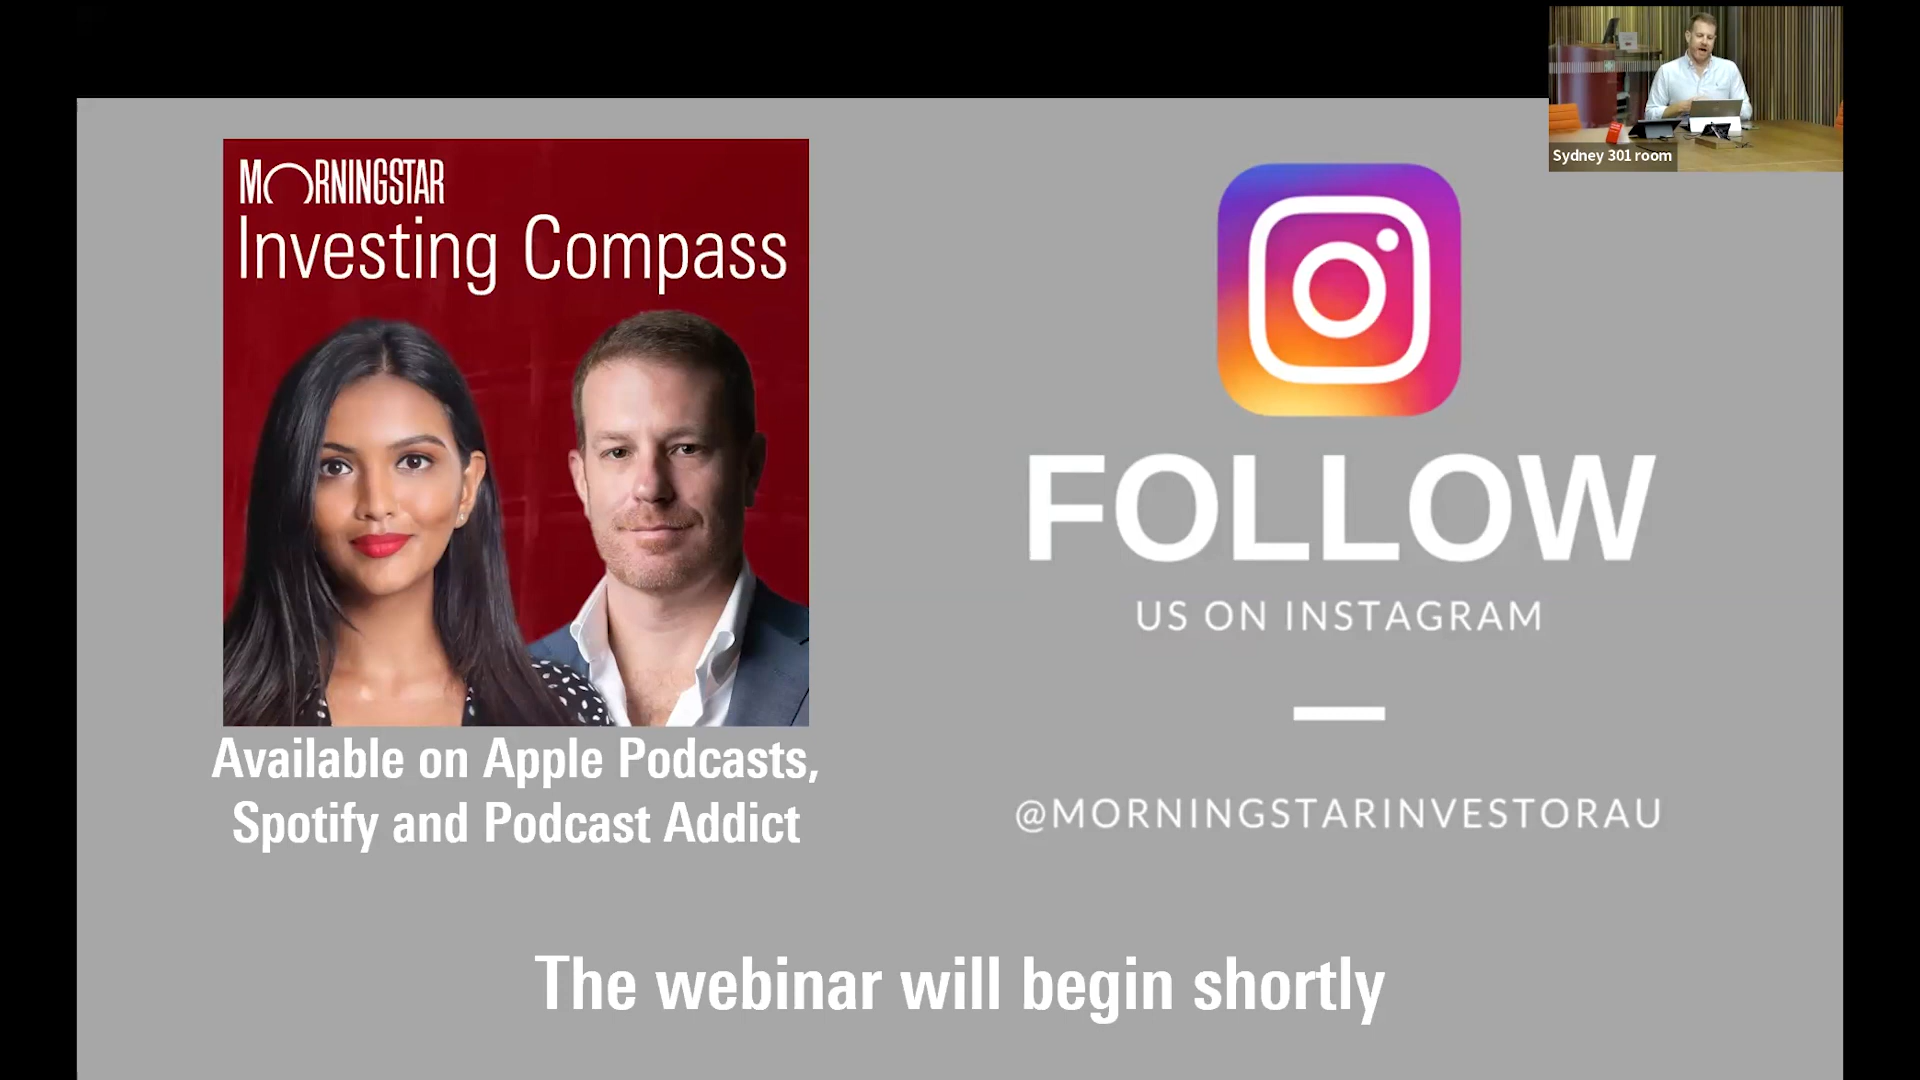 MORNINGSTAR
Investing Compass
Available on Apple Podcasts,
Spotify and Podcast Addict
FOLLOW
US ON INSTAGRAM
@MORNINGSTARINVESTORAU
The webinar will begin shortly
Sydney 301 room